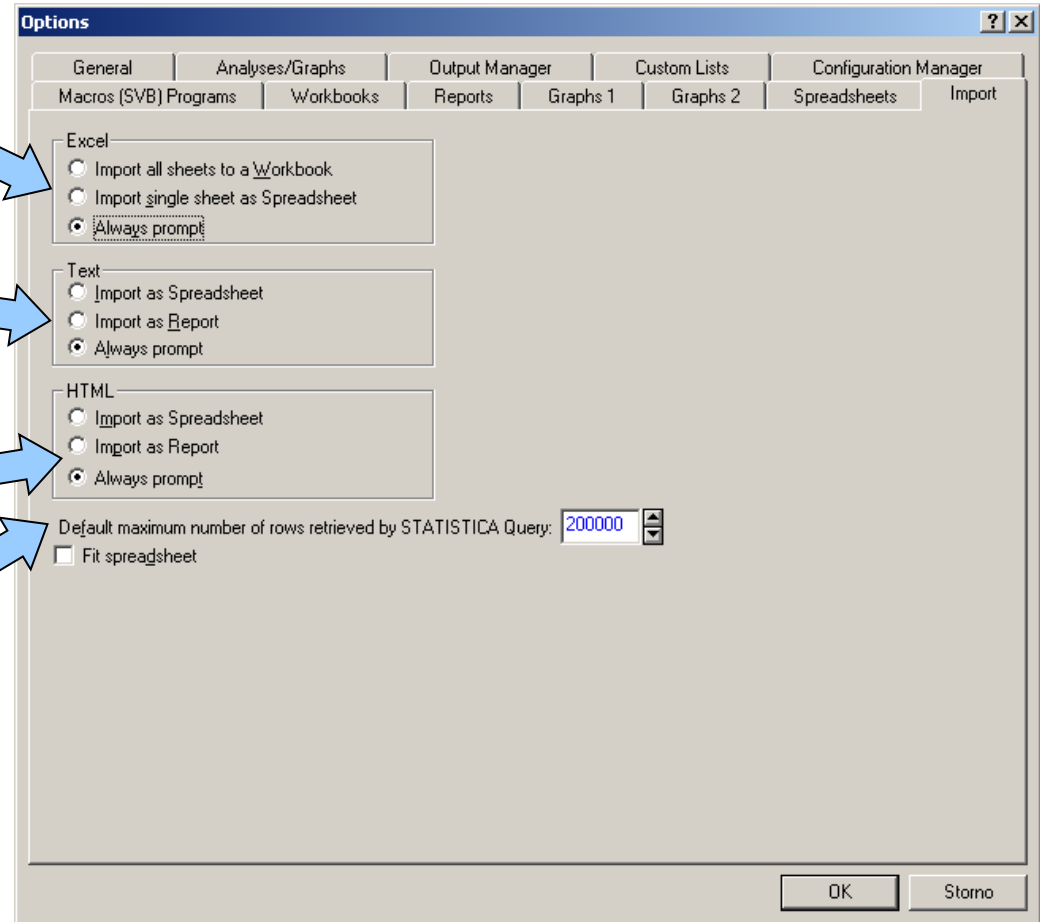 Options
General Analyses/Graphs Output Manager Custom Lists Configuration Manager
Macros (SVB) Programs Workbooks Reports Graphs 1 Graphs 2 Spreadsheets Import
Excel
Import all sheets to a Workbook
Import single sheet as Spreadsheet
Always prompt
Text
Import as Spreadsheet
Import as Report
Always prompt
HTML
Import as Spreadsheet
Import as Report
Always prompt
Default maximum number of rows retrieved by STATISTICA Query: 200000
Fit spreadsheet
OK Storno